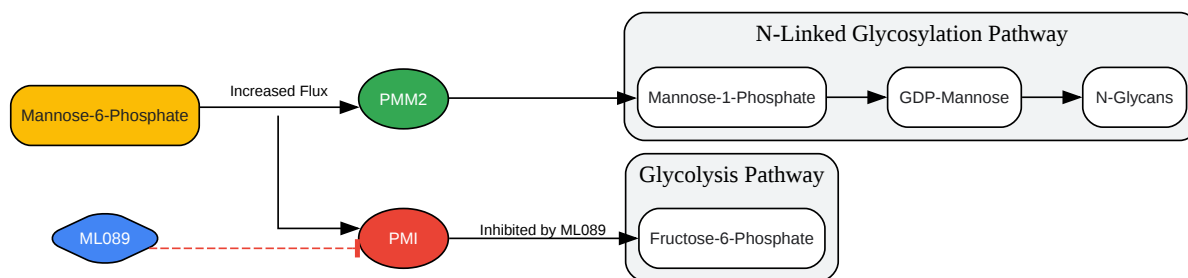 N-Linked Glycosylation Pathway
Increased Flux
Mannose-6-Phosphate
PMM2
Mannose-1-Phosphate
GDP-Mannose
N-Glycans
Glycolysis Pathway
ML089
PMI
Inhibited by ML089
Fructose-6-Phosphate